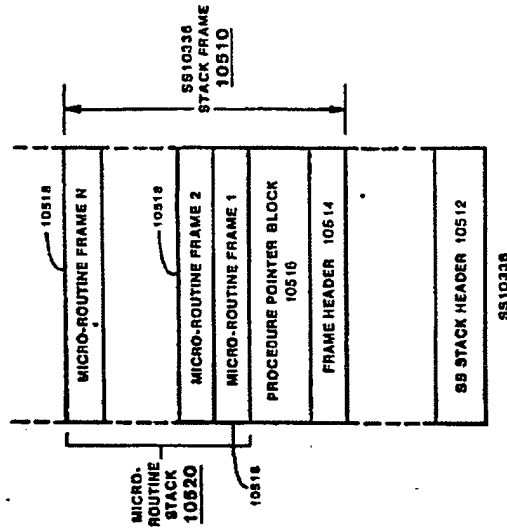 10518
MICRO-ROUTINE FRAME N
10518
MICRO-ROUTINE FRAME 2
MICRO-ROUTINE FRAME 1
PROCEDURE POINTER BLOCK
10516
FRAME HEADER 10514
SS STACK HEADER 10512
SS10336
MICRO-
ROUTINE
STACK
10520
10518
SS10336
STACK FRAME
10510